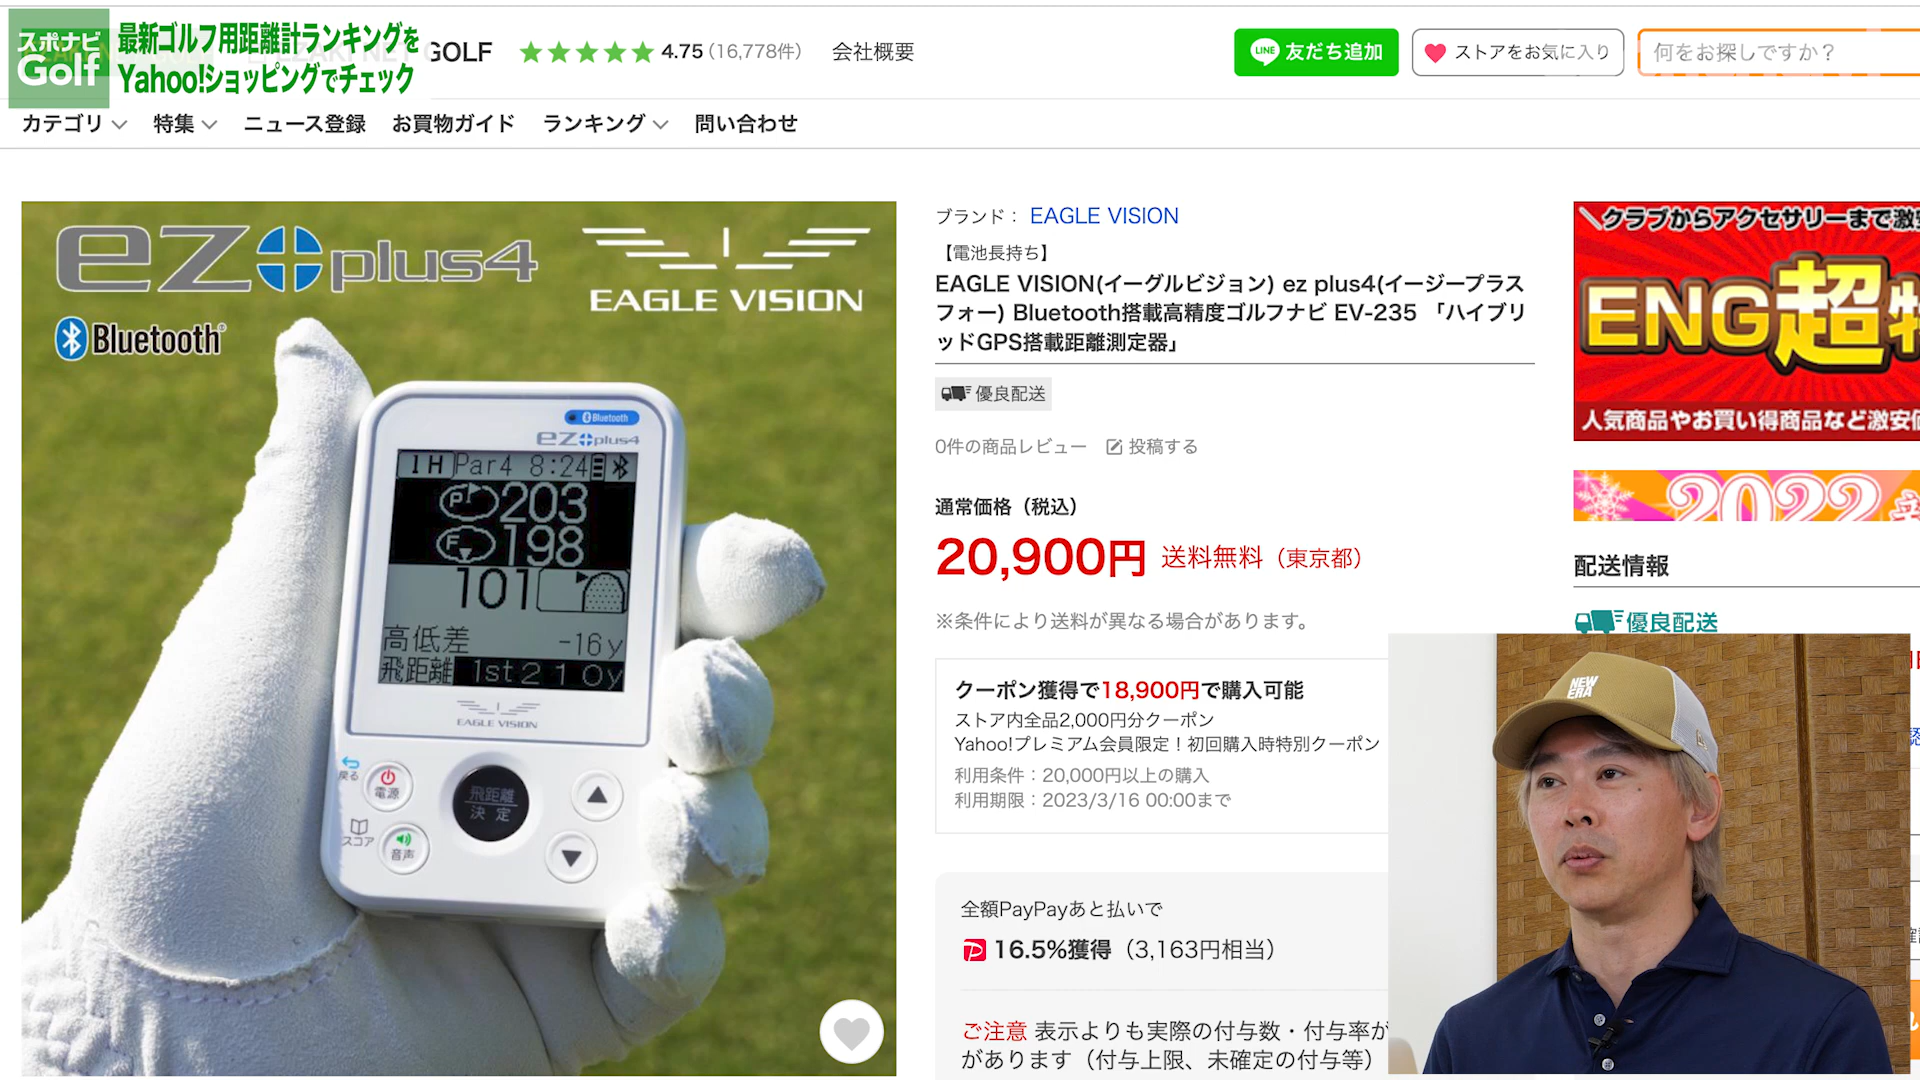 スポナビ
Golf
最新ゴルフ用距離計ランキングを
Yahoo!ショッピングでチェック
GOLF
4.75 (16,778件)
会社概要
LINE 友だち追加
ストアをお気に入り
何をお探しですか？
カテゴリ
特集
ニュース登録
お買物ガイド
ランキング
問い合わせ
ez plus4
EAGLE VISION
Bluetooth
Bluetooth
ez plus4
1H Par4 8:24
P 203
F 198
101
高低差 -16y
飛距離 1st210y
EAGLE VISION
戻る
電源
飛距離
決定
スコア
音声
ブランド： EAGLE VISION
【電池長持ち】
EAGLE VISION(イーグルビジョン) ez plus4(イージープラス
フォー) Bluetooth搭載高精度ゴルフナビ EV-235 「ハイブリ
ッドGPS搭載距離測定器」
優良配送
0件の商品レビュー 投稿する
通常価格（税込）
20,900円 送料無料（東京都）
※条件により送料が異なる場合があります。
クーポン獲得で18,900円で購入可能
ストア内全品2,000円分クーポン
Yahoo!プレミアム会員限定！初回購入時特別クーポン
利用条件：20,000円以上の購入
利用期限：2023/3/16 00:00まで
全額PayPayあと払いで
16.5%獲得（3,163円相当）
ご注意 表示よりも実際の付与数・付与率が
があります（付与上限、未確定の付与等）
クラブからアクセサリーまで激安
ENG超特
人気商品やお買い得商品など激安価
2022
配送情報
優良配送
NEW
ERA